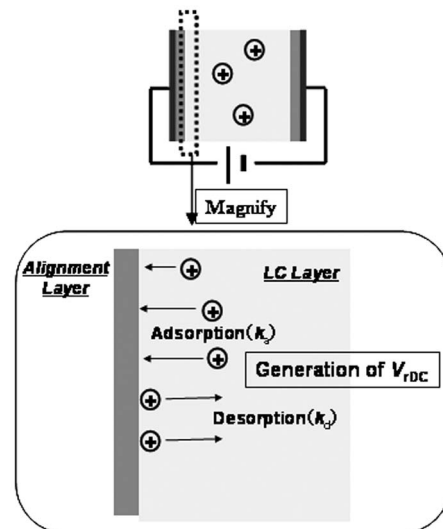 Magnify
Alignment
Layer
LC Layer
Adsorption(ka)
Generation of VrDC
Desorption(kd)